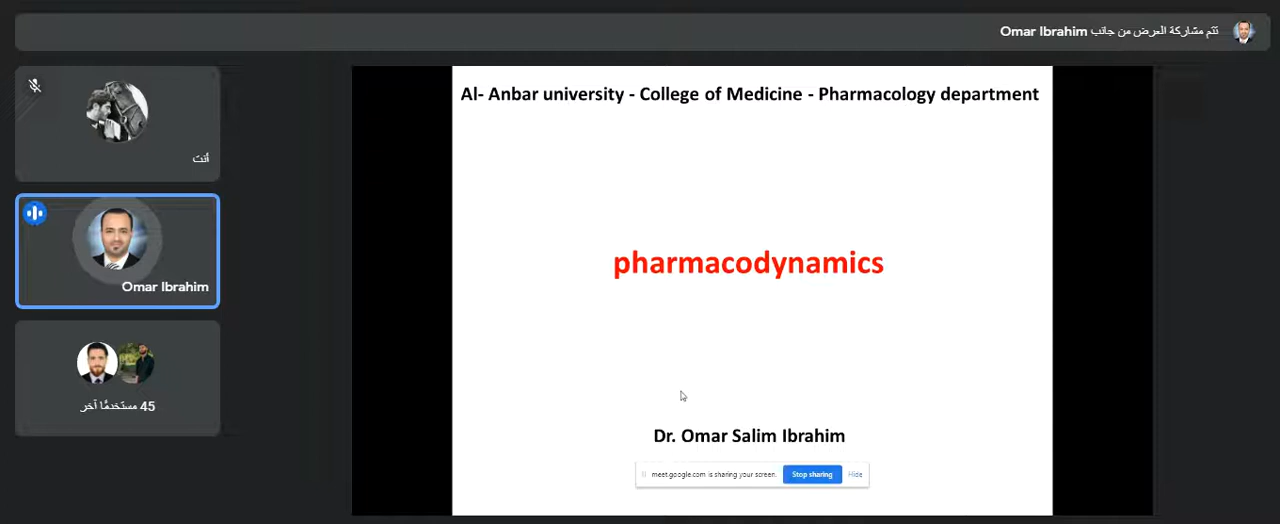 تتم مشاركة العرض من جانب Omar Ibrahim
أنت
Omar Ibrahim
45 مستخدمًا آخر
Al- Anbar university - College of Medicine - Pharmacology department
pharmacodynamics
Dr. Omar Salim Ibrahim
meet.google.com is sharing your screen. Stop sharing Hide